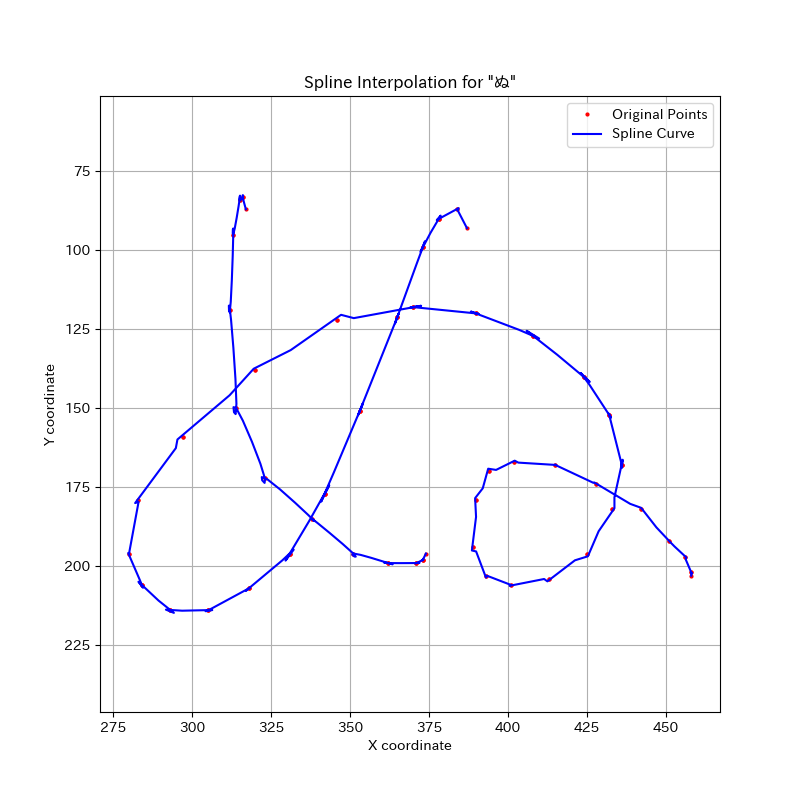 Spline Interpolation for "ぬ"
Original Points
Spline Curve
75
100
125
150
175
200
225
Y coordinate
275 300 325 350 375 400 425 450
X coordinate